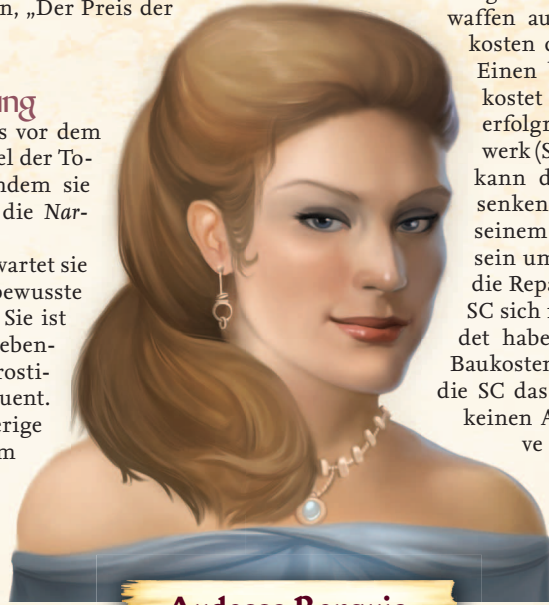 n, „Der Preis der
ung
s vor dem
el der To-
ndem sie
die Nar-
wartet sie
bewusste
Sie ist
eben-
rosti-
uent.
erige
m
waffen au
kosten d
Einen
kostet
erfolgr
werk (S
kann d
senken
seinem
sein um
die Repa
SC sich
det habe
Baukosten
die SC das
keinen A
ve